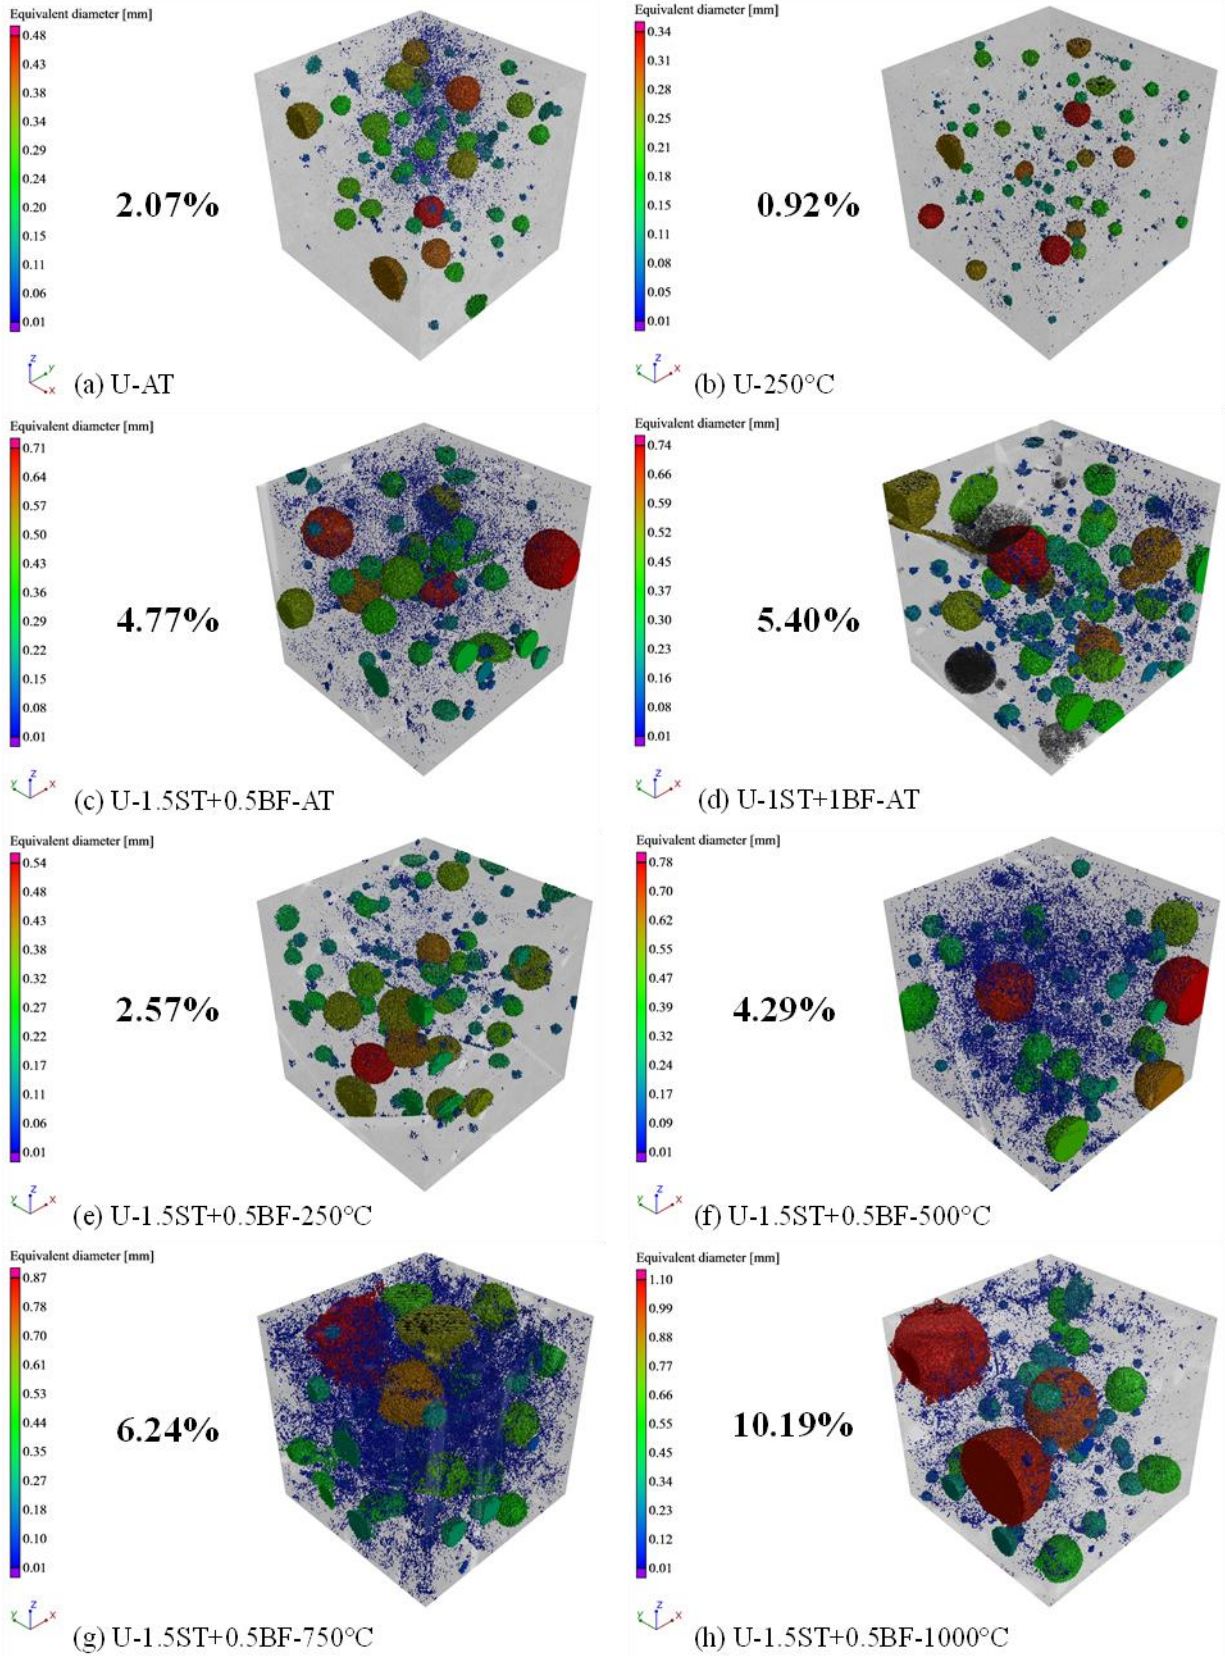 Equivalent diameter [mm]
0.48
0.43
0.38
0.34
0.29
0.24
0.20
0.15
0.11
0.06
0.01
2.07%
z
y
x
(a) U-AT
Equivalent diameter [mm]
0.34
0.31
0.28
0.25
0.21
0.18
0.15
0.11
0.08
0.05
0.01
0.92%
z
y
x
(b) U-250°C
Equivalent diameter [mm]
0.71
0.64
0.57
0.50
0.43
0.36
0.29
0.22
0.15
0.08
0.01
4.77%
z
y
x
(c) U-1.5ST+0.5BF-AT
Equivalent diameter [mm]
0.74
0.66
0.59
0.52
0.45
0.37
0.30
0.23
0.16
0.08
0.01
5.40%
z
y
x
(d) U-1ST+1BF-AT
Equivalent diameter [mm]
0.54
0.48
0.43
0.38
0.32
0.27
0.22
0.17
0.11
0.06
0.01
2.57%
z
y
x
(e) U-1.5ST+0.5BF-250°C
Equivalent diameter [mm]
0.78
0.70
0.62
0.55
0.47
0.39
0.32
0.24
0.17
0.09
0.01
4.29%
z
y
x
(f) U-1.5ST+0.5BF-500°C
Equivalent diameter [mm]
0.87
0.78
0.70
0.61
0.53
0.44
0.35
0.27
0.18
0.10
0.01
6.24%
z
y
x
(g) U-1.5ST+0.5BF-750°C
Equivalent diameter [mm]
1.10
0.99
0.88
0.77
0.66
0.55
0.45
0.34
0.23
0.12
0.01
10.19%
z
y
x
(h) U-1.5ST+0.5BF-1000°C